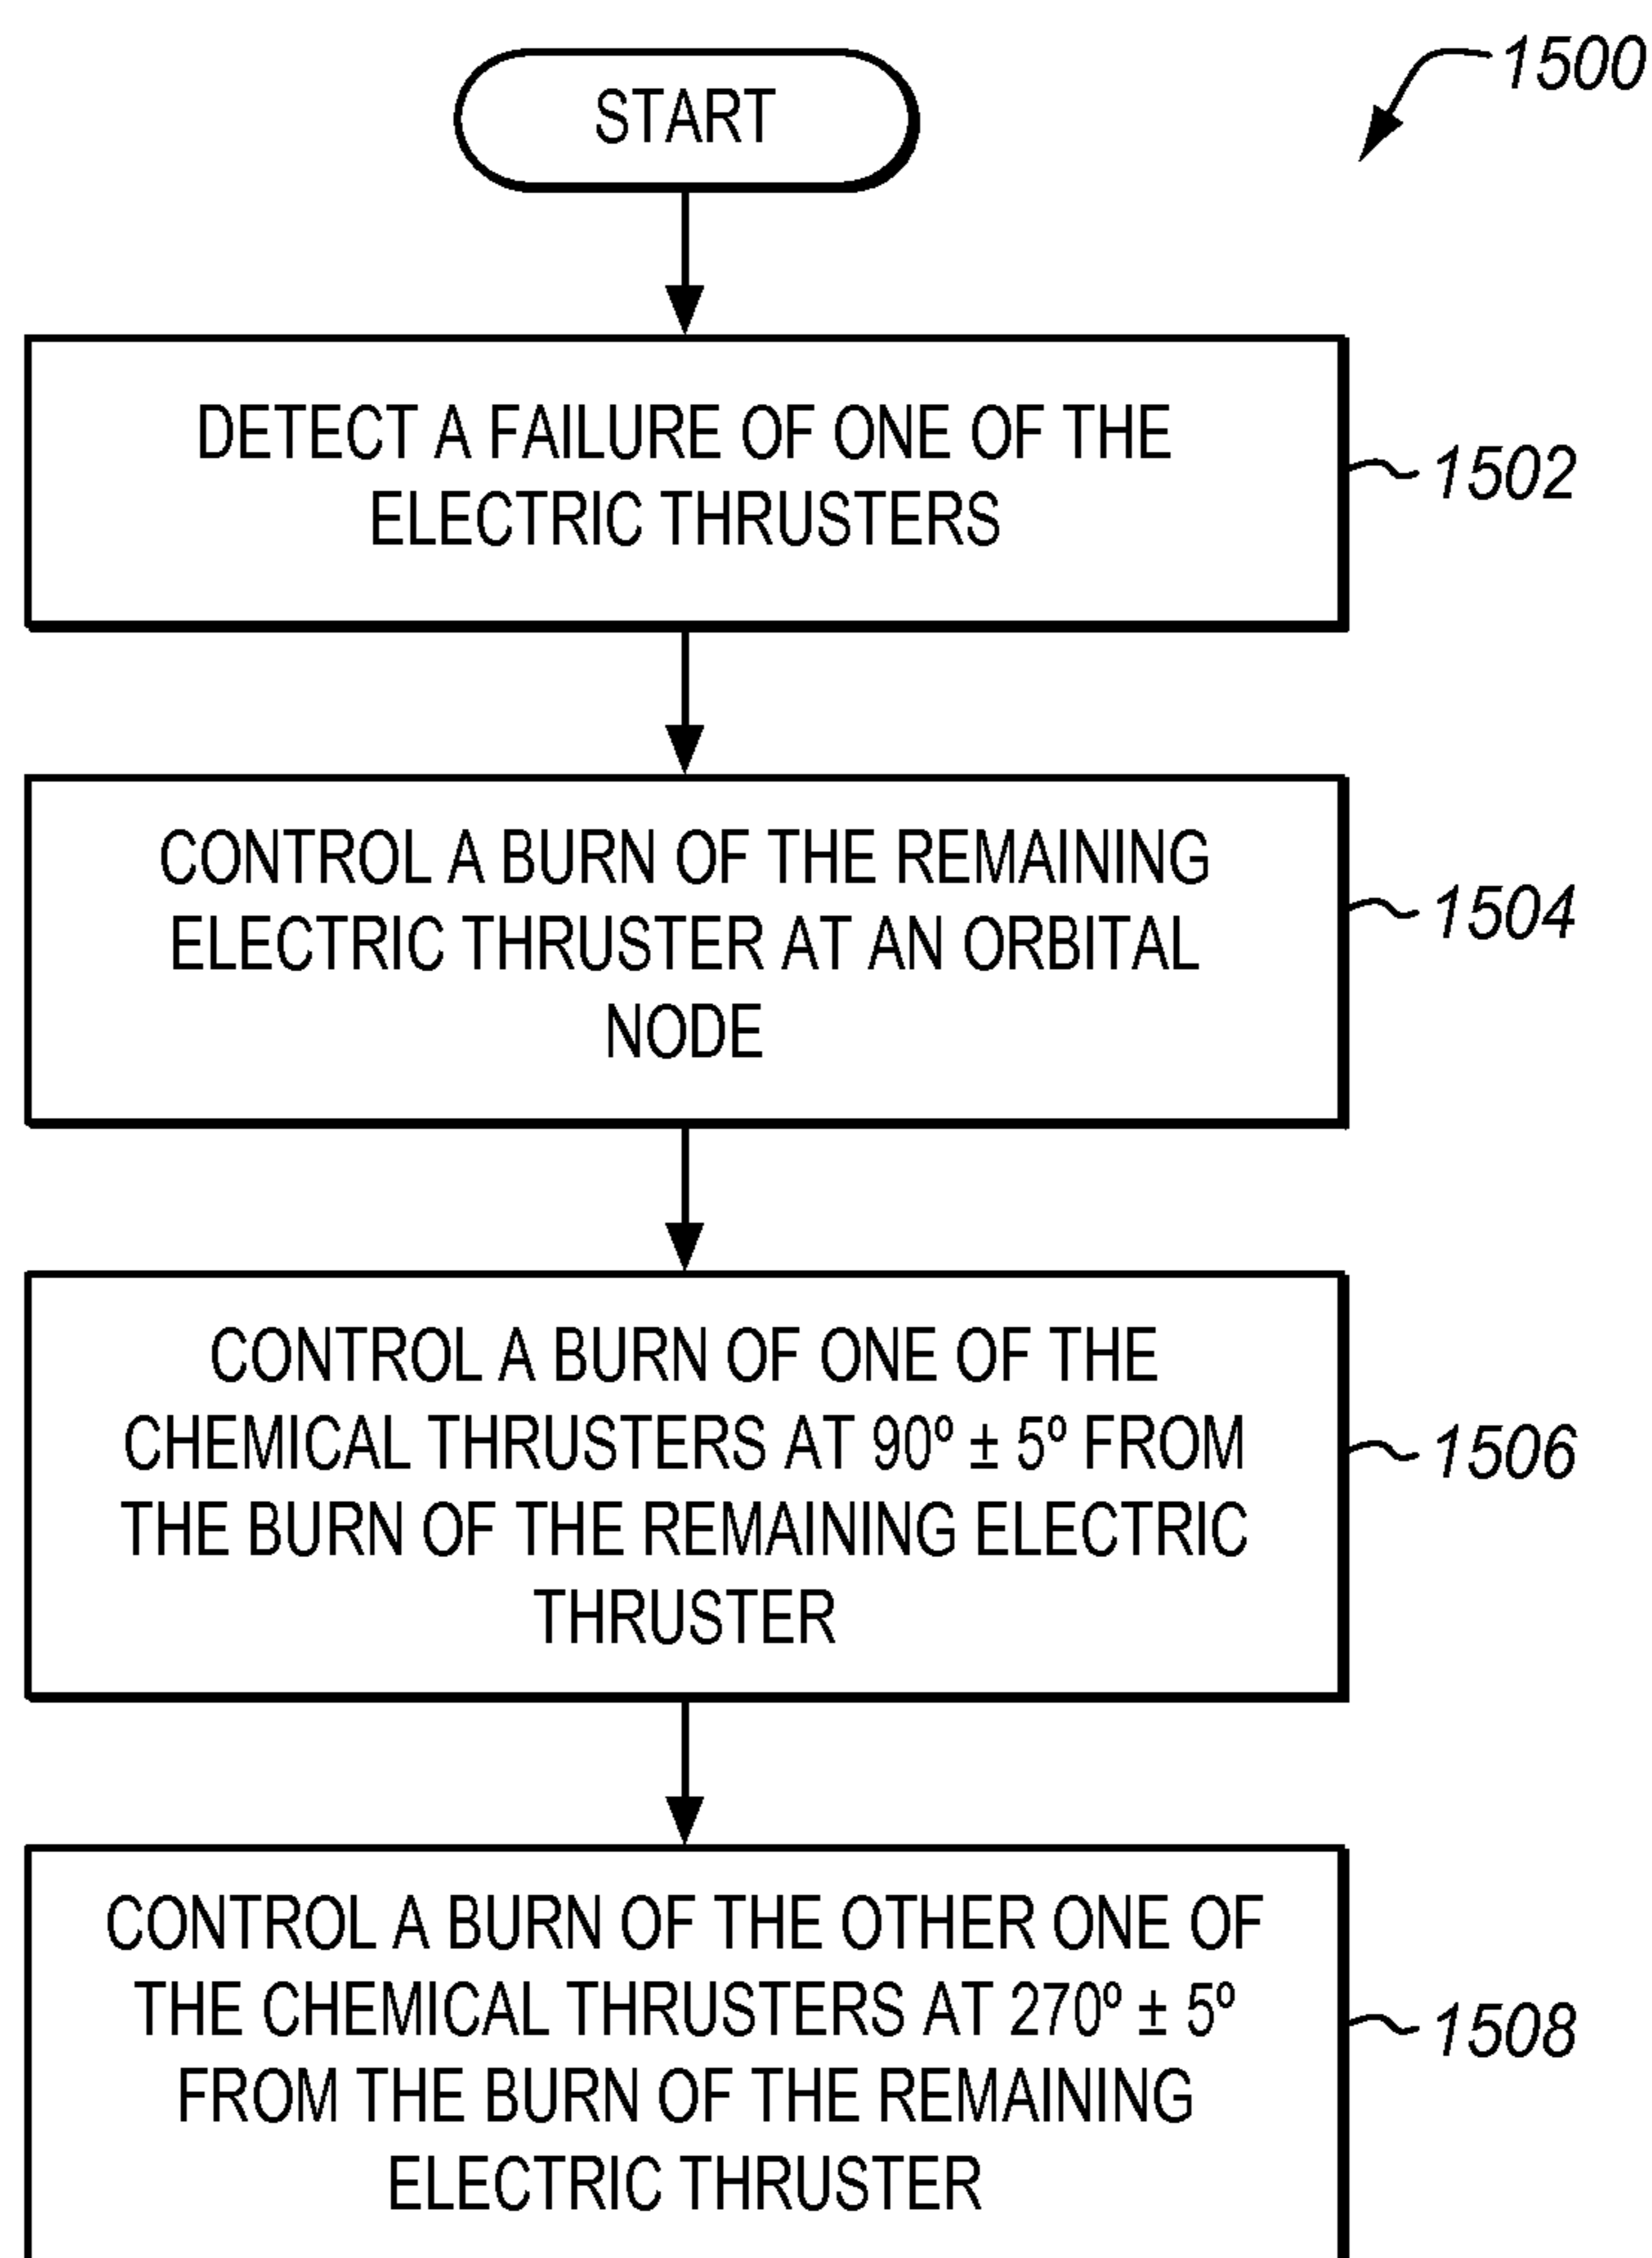 1500
START
DETECT A FAILURE OF ONE OF THE
ELECTRIC THRUSTERS
1502
CONTROL A BURN OF THE REMAINING
ELECTRIC THRUSTER AT AN ORBITAL
NODE
1504
CONTROL A BURN OF ONE OF THE
CHEMICAL THRUSTERS AT 90º ± 5º FROM
THE BURN OF THE REMAINING ELECTRIC
THRUSTER
1506
CONTROL A BURN OF THE OTHER ONE OF
THE CHEMICAL THRUSTERS AT 270º ± 5º
FROM THE BURN OF THE REMAINING
ELECTRIC THRUSTER
1508